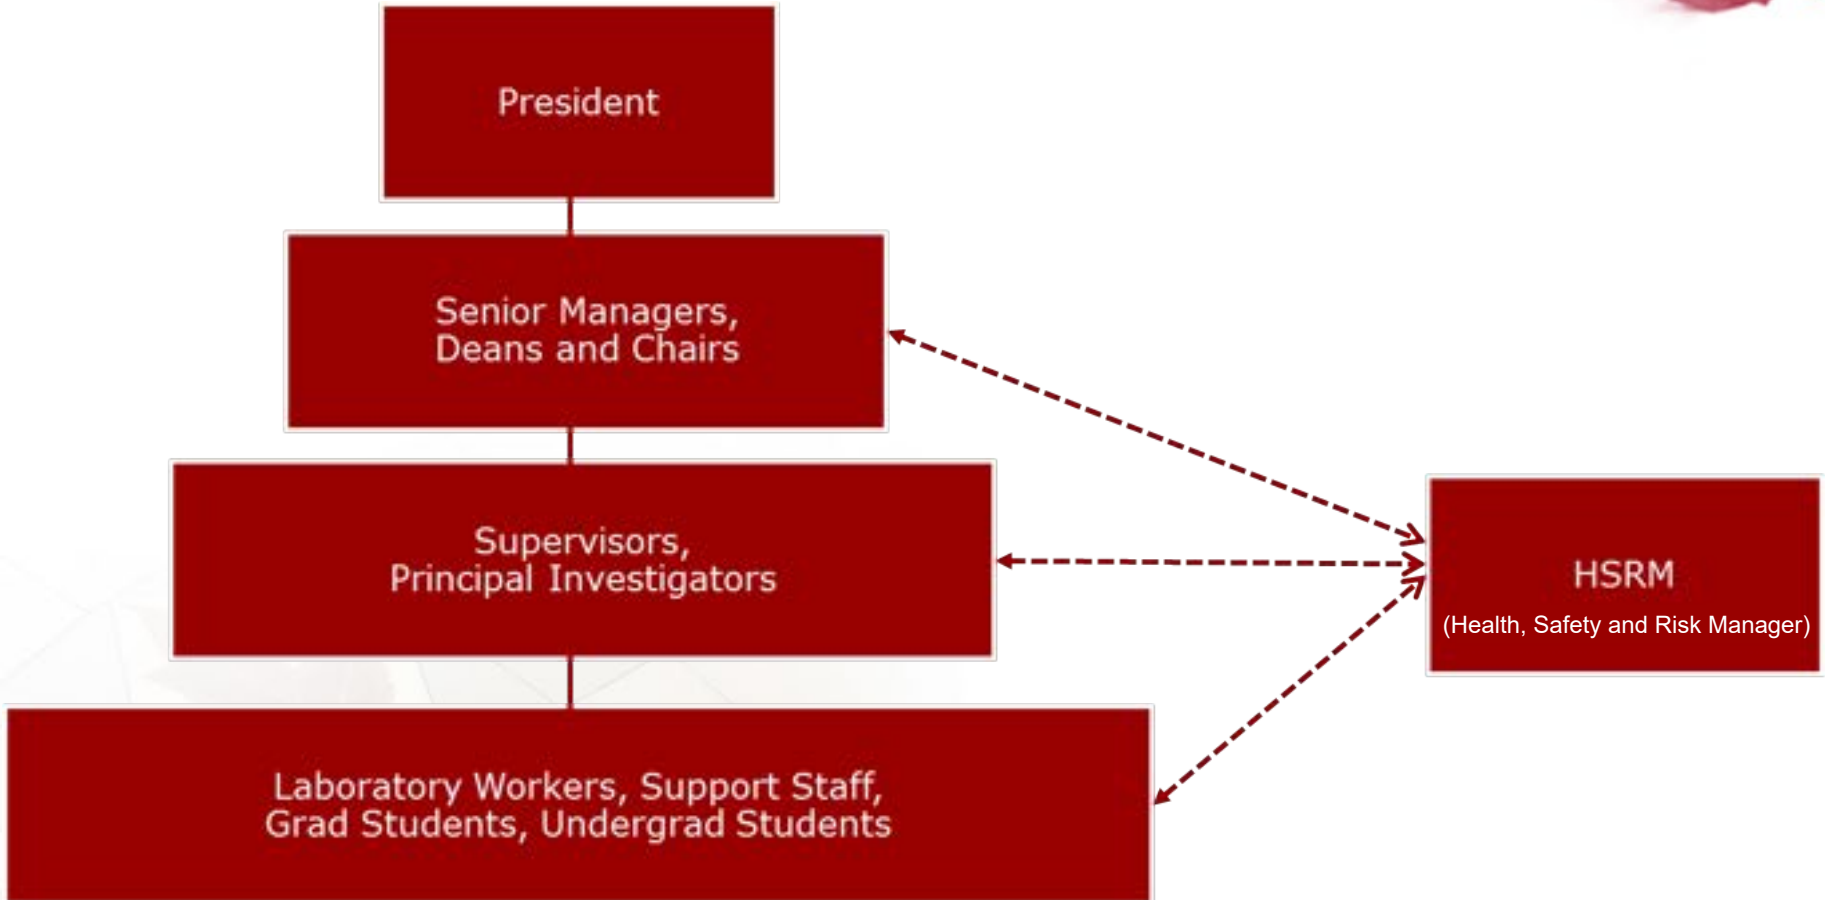 President
Senior Managers,
Deans and Chairs
Supervisors,
Principal Investigators
HSRM
(Health, Safety and Risk Manager)
Laboratory Workers, Support Staff,
Grad Students, Undergrad Students